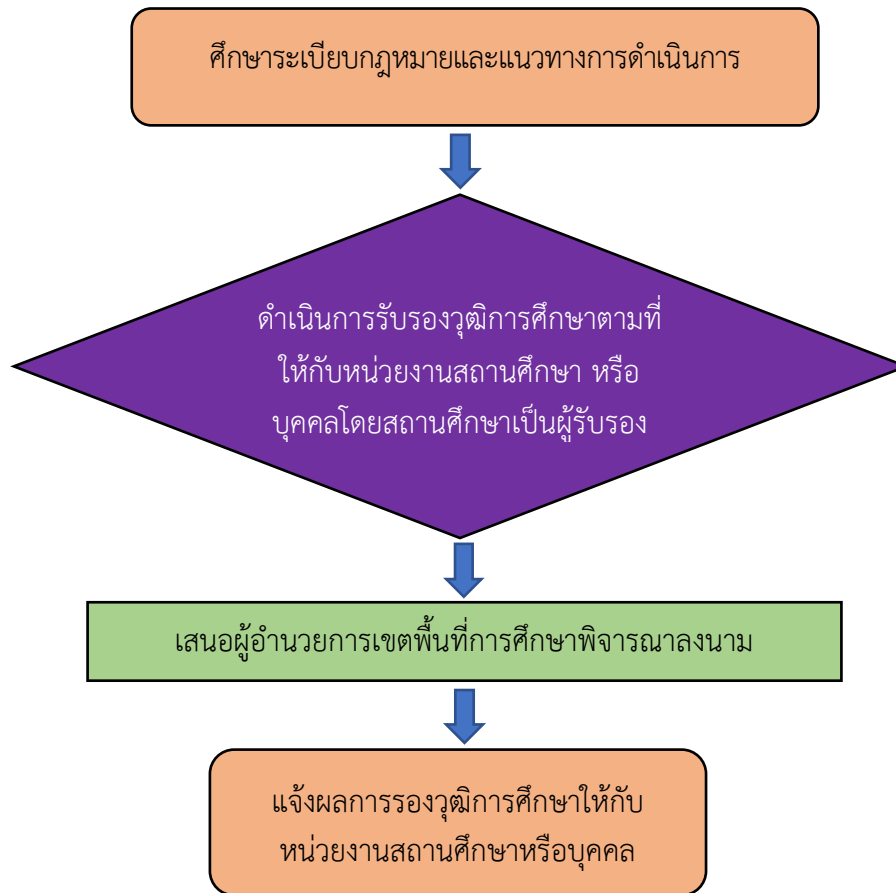 ศึกษาระเบียบกฎหมายและแนวทางการดำเนินการ
ดำเนินการรับรองวุฒิการศึกษาตามที่
ให้กับหน่วยงานสถานศึกษา หรือ
บุคคลโดยสถานศึกษาเป็นผู้รับรอง
เสนอผู้อำนวยการเขตพื้นที่การศึกษาพิจารณาลงนาม
แจ้งผลการรองวุฒิการศึกษาให้กับ
หน่วยงานสถานศึกษาหรือบุคคล